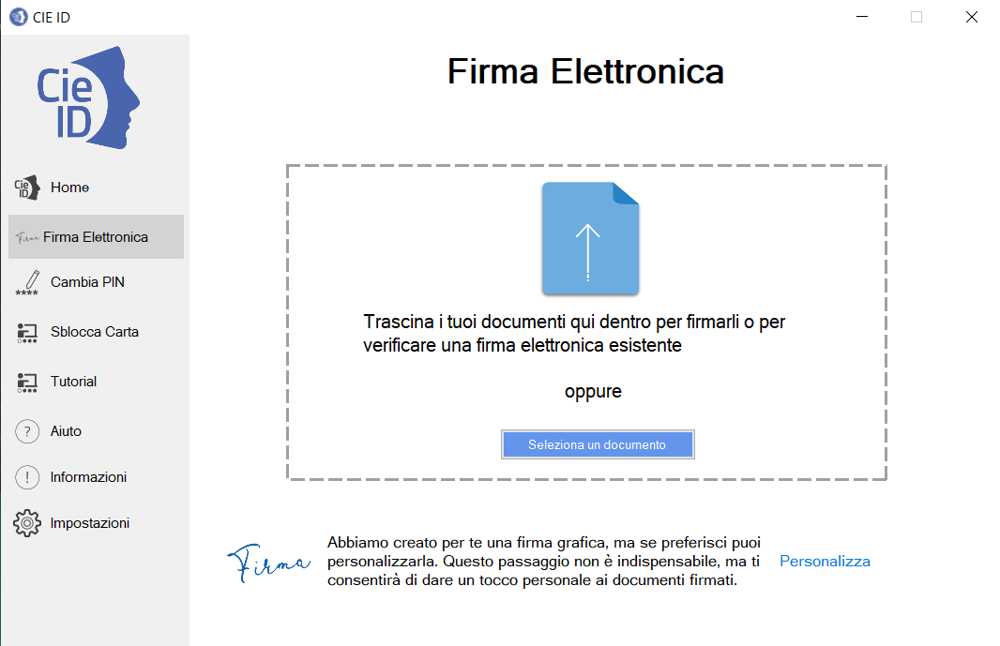 CIE ID
Cie
ID
Firma Elettronica
Cie
ID
Home
Firma
Firma Elettronica
****
Cambia PIN
Sblocca Carta
Tutorial
?
Aiuto
!
Informazioni
Impostazioni
Trascina i tuoi documenti qui dentro per firmarli o per
verificare una firma elettronica esistente
oppure
Seleziona un documento
Firma
Abbiamo creato per te una firma grafica, ma se preferisci puoi
personalizzarla. Questo passaggio non è indispensabile, ma ti
consentirà di dare un tocco personale ai documenti firmati.
Personalizza